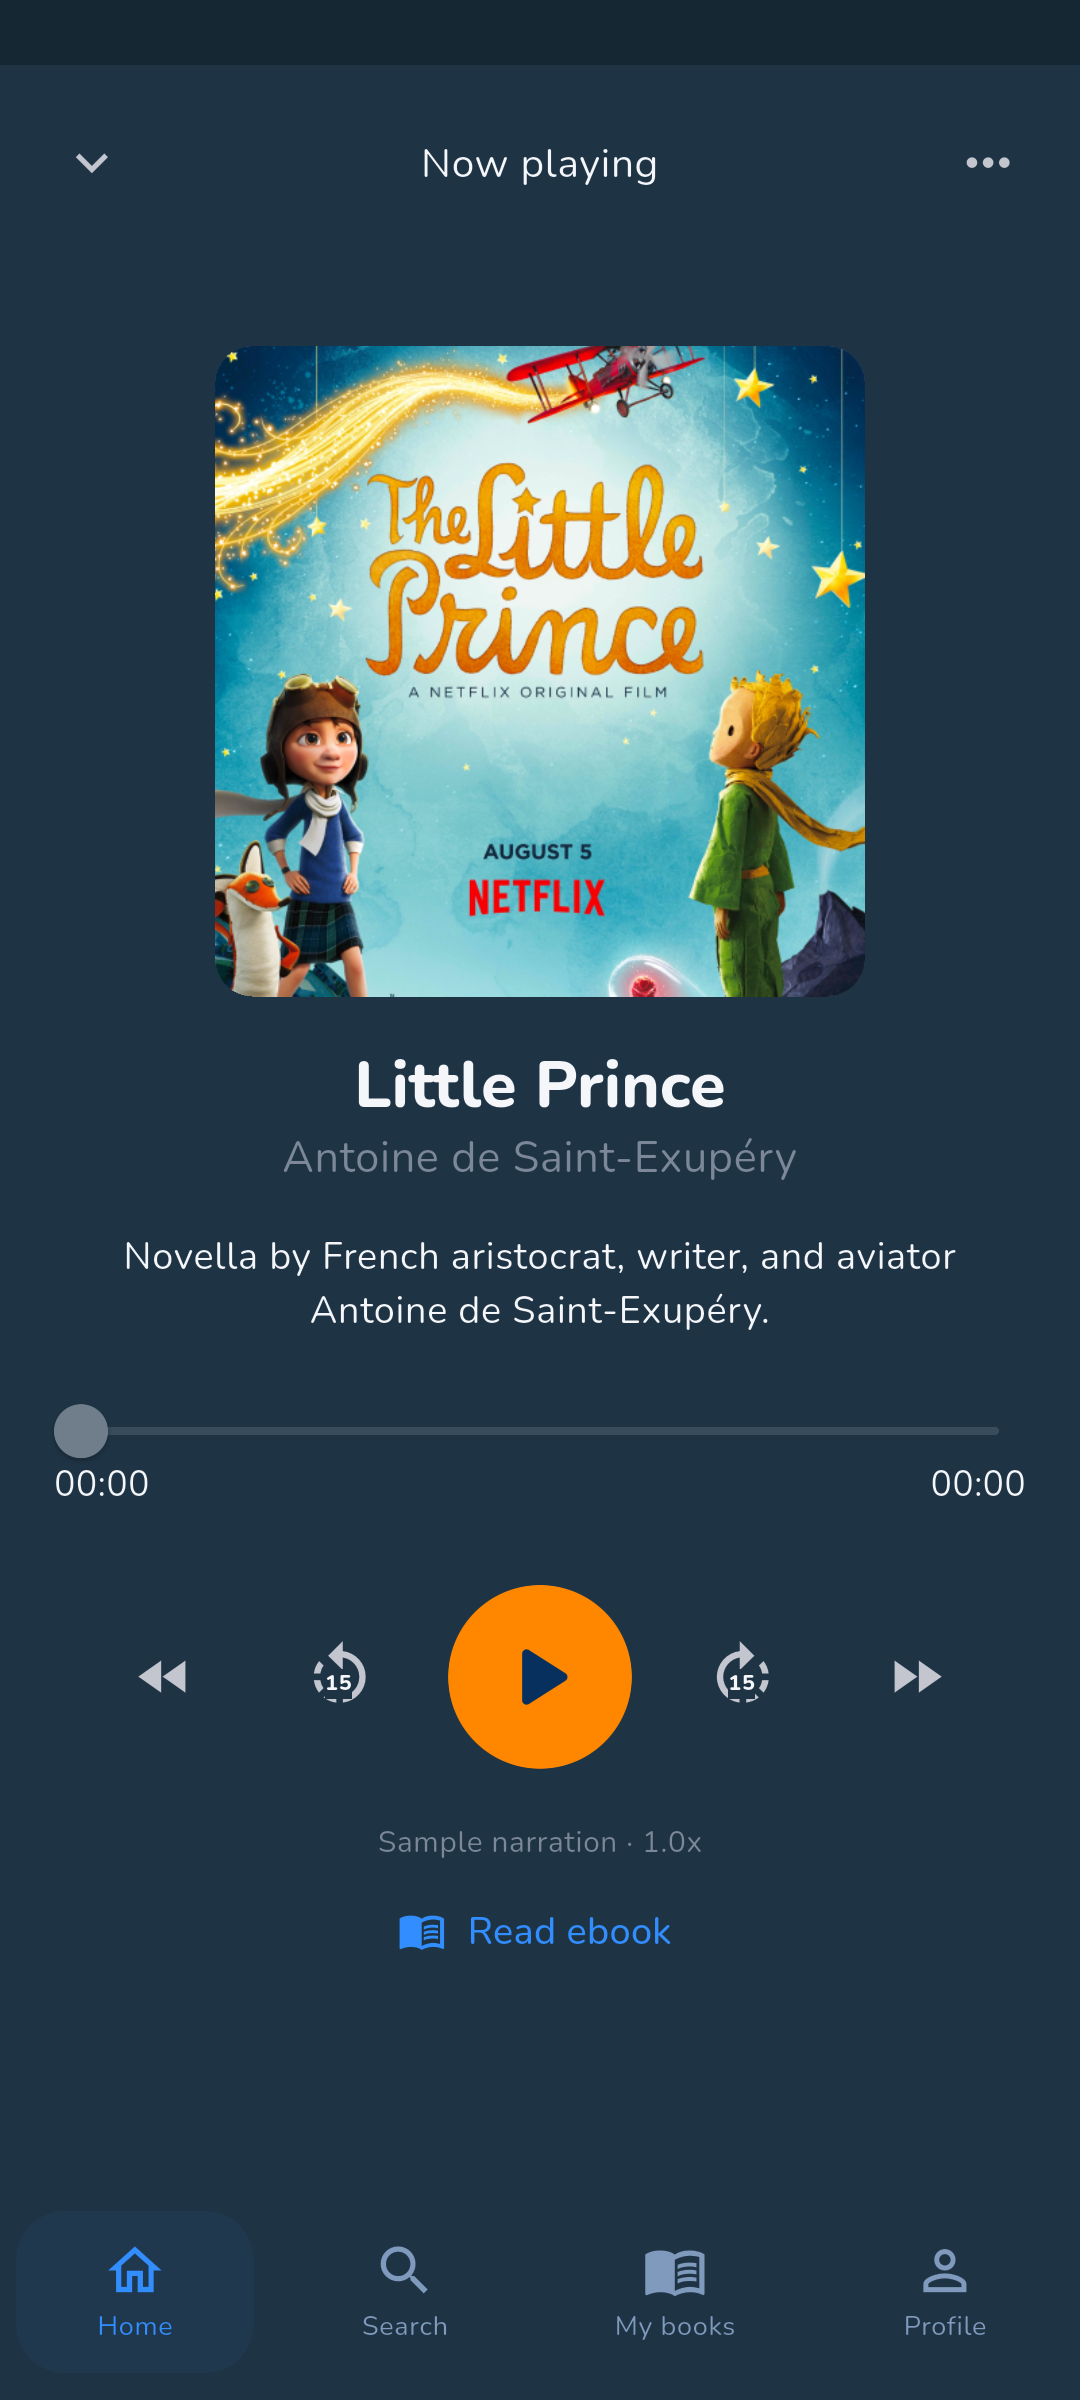 Now playing
The Little
Prince
A NETFLIX ORIGINAL FILM
AUGUST 5
NETFLIX
Little Prince
Antoine de Saint-Exupéry
Novella by French aristocrat, writer, and aviator
Antoine de Saint-Exupéry.
00:00 00:00
15 15
Sample narration · 1.0x
Read ebook
Home Search My books Profile